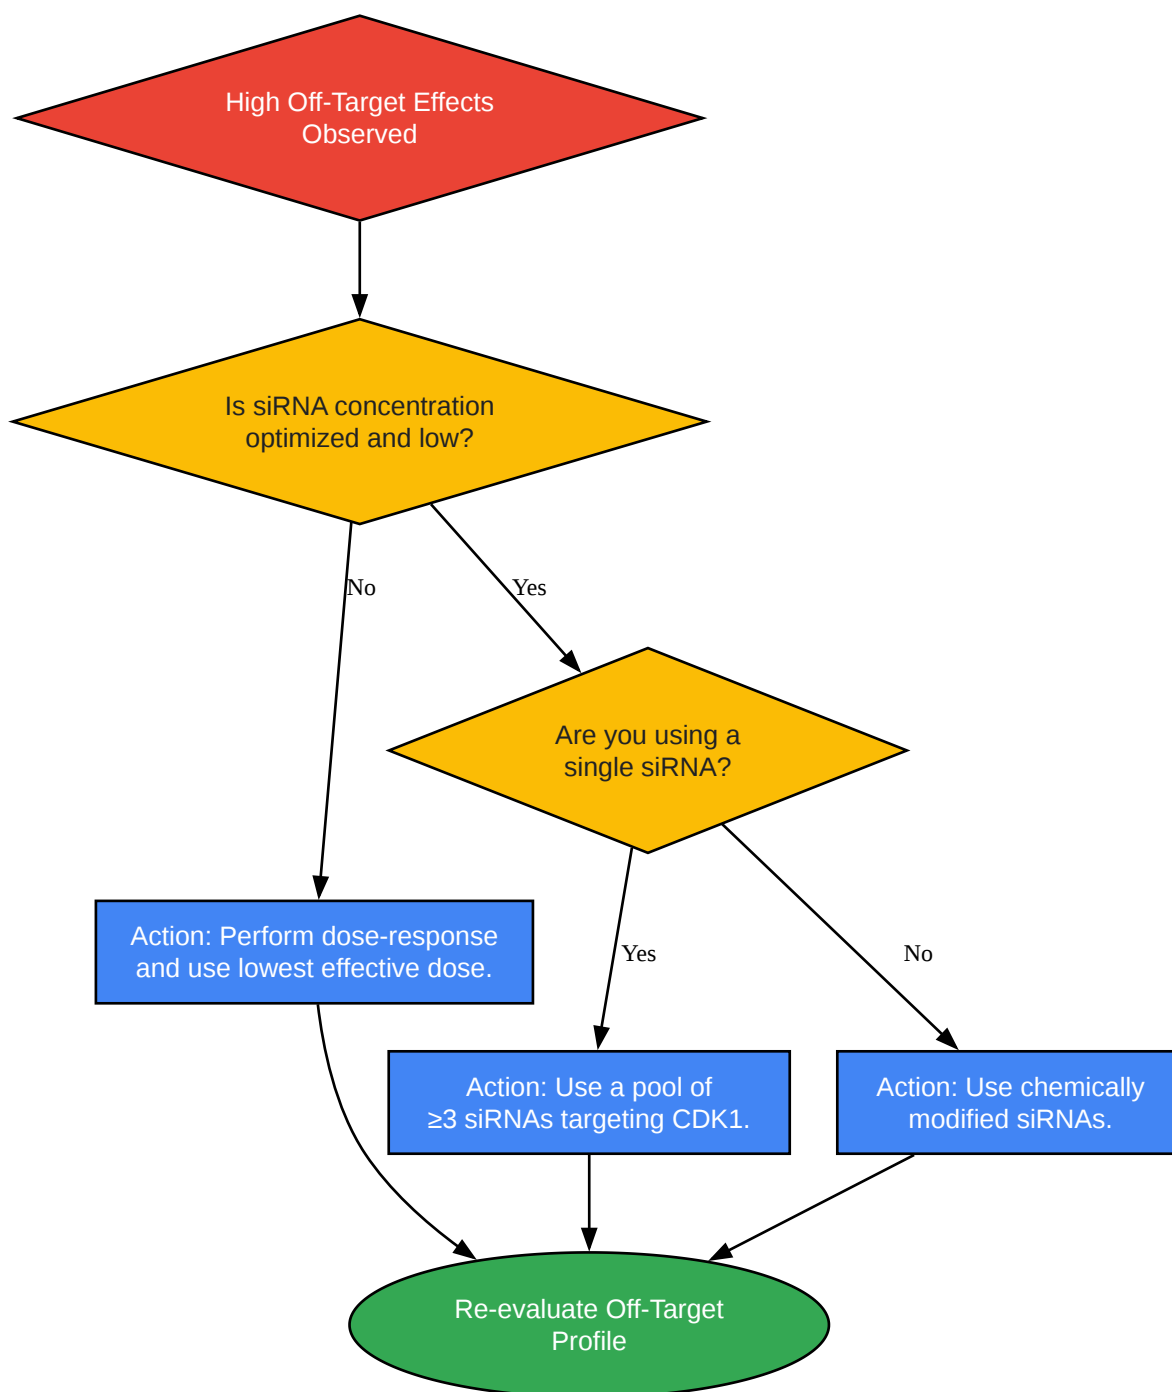 High Off-Target Effects
Observed
Is siRNA concentration
optimized and low?
No
Yes
Are you using a
single siRNA?
Action: Perform dose-response
and use lowest effective dose.
Yes
No
Action: Use a pool of
≥3 siRNAs targeting CDK1.
Action: Use chemically
modified siRNAs.
Re-evaluate Off-Target
Profile